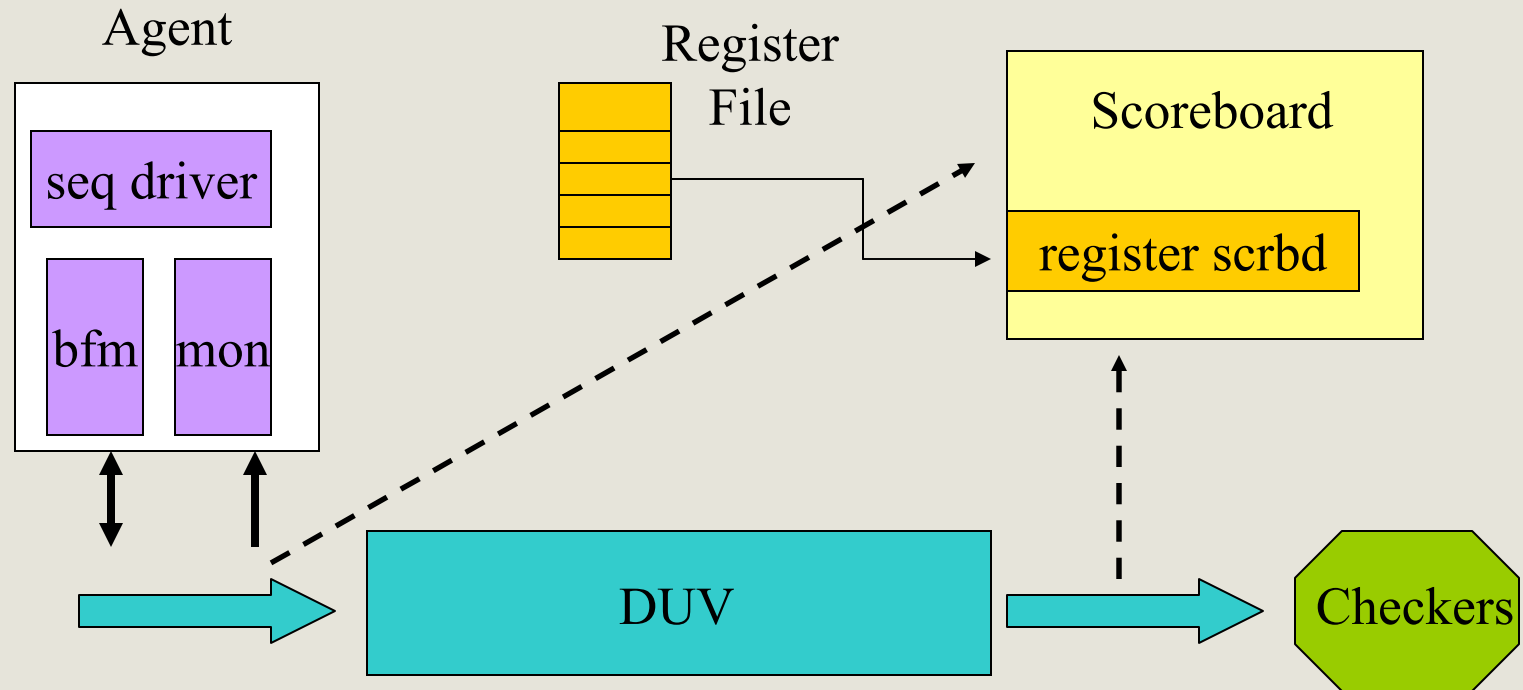 Agent
seq driver
bfm
mon
Register
File
Scoreboard
register scrbd
DUV
Checkers